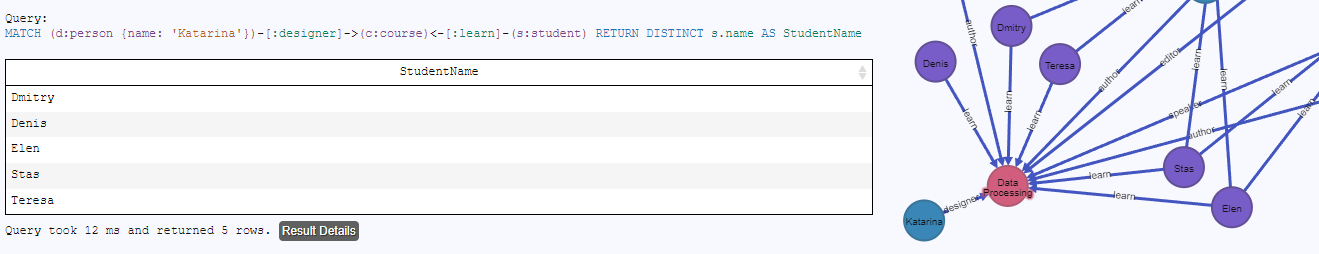 Query:
MATCH (d:person {name: 'Katarina'})-[:designer]->(c:course)<-[:learn]-(s:student) RETURN DISTINCT s.name AS StudentName
StudentName
Dmitry
Denis
Elen
Stas
Teresa
Query took 12 ms and returned 5 rows. Result Details
author
learn
Dmitry
Denis
Teresa
editor
learn
learn
author
learn
learn
learn
learn
learn
speaker
learn
author
Stas
learn
Data
Processing
learn
designer
Katarina
Elen